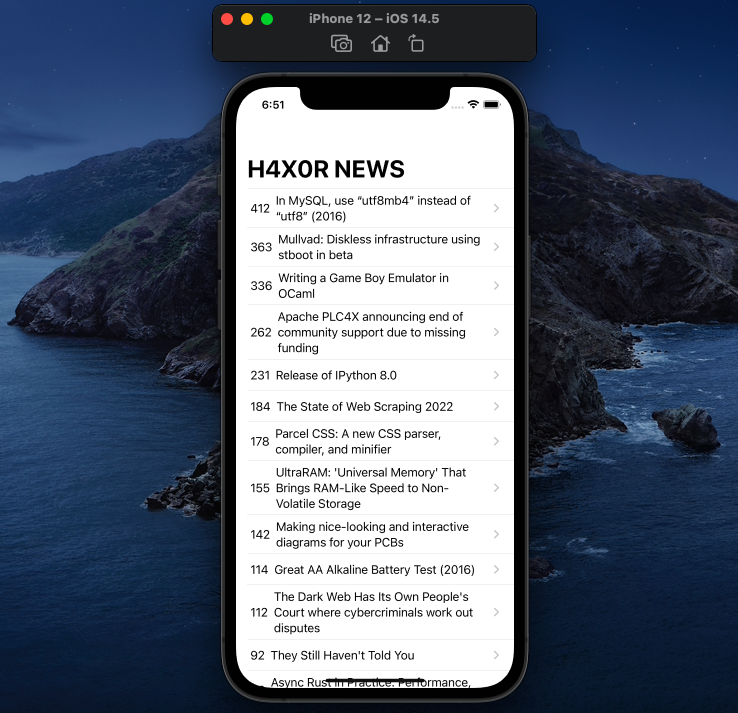 iPhone 12 – iOS 14.5
6:51
H4X0R NEWS
412 In MySQL, use “utf8mb4” instead of
“utf8” (2016)
363 Mullvad: Diskless infrastructure using
stboot in beta
336 Writing a Game Boy Emulator in
OCaml
Apache PLC4X announcing end of
262 community support due to missing
funding
231 Release of IPython 8.0
184 The State of Web Scraping 2022
178 Parcel CSS: A new CSS parser,
compiler, and minifier
UltraRAM: 'Universal Memory' That
155 Brings RAM-Like Speed to Non-
Volatile Storage
142 Making nice-looking and interactive
diagrams for your PCBs
114 Great AA Alkaline Battery Test (2016)
The Dark Web Has Its Own People's
112 Court where cybercriminals work out
disputes
92 They Still Haven't Told You
Async Rust in Practice: Performance,